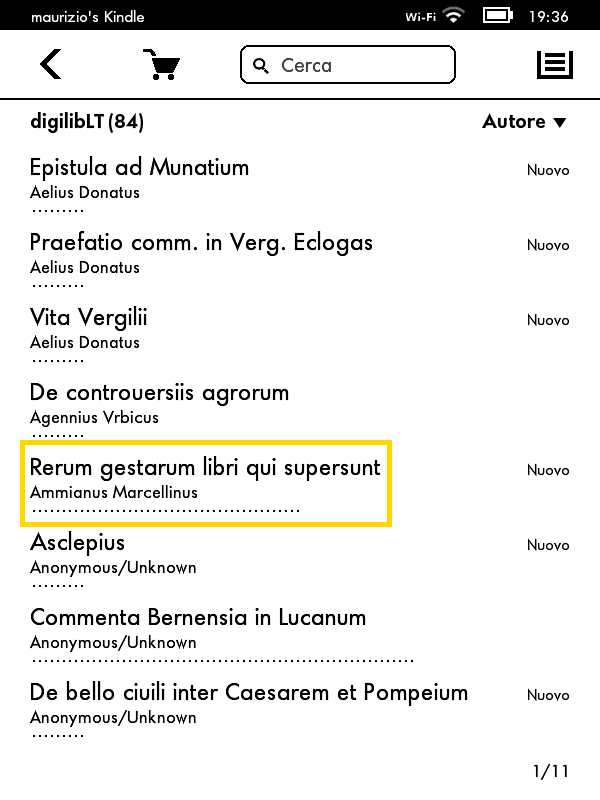 maurizio's Kindle Wi-Fi 19:36
Cerca
digilibLT (84) Autore
Epistula ad Munatium Nuovo
Aelius Donatus
Praefatio comm. in Verg. Eclogas Nuovo
Aelius Donatus
Vita Vergilii Nuovo
Aelius Donatus
De controuersiis agrorum
Agennius Vrbicus
Rerum gestarum libri qui supersunt Nuovo
Ammianus Marcellinus
Asclepius Nuovo
Anonymous/Unknown
Commenta Bernensia in Lucanum
Anonymous/Unknown
De bello ciuili inter Caesarem et Pompeium Nuovo
Anonymous/Unknown
1/11